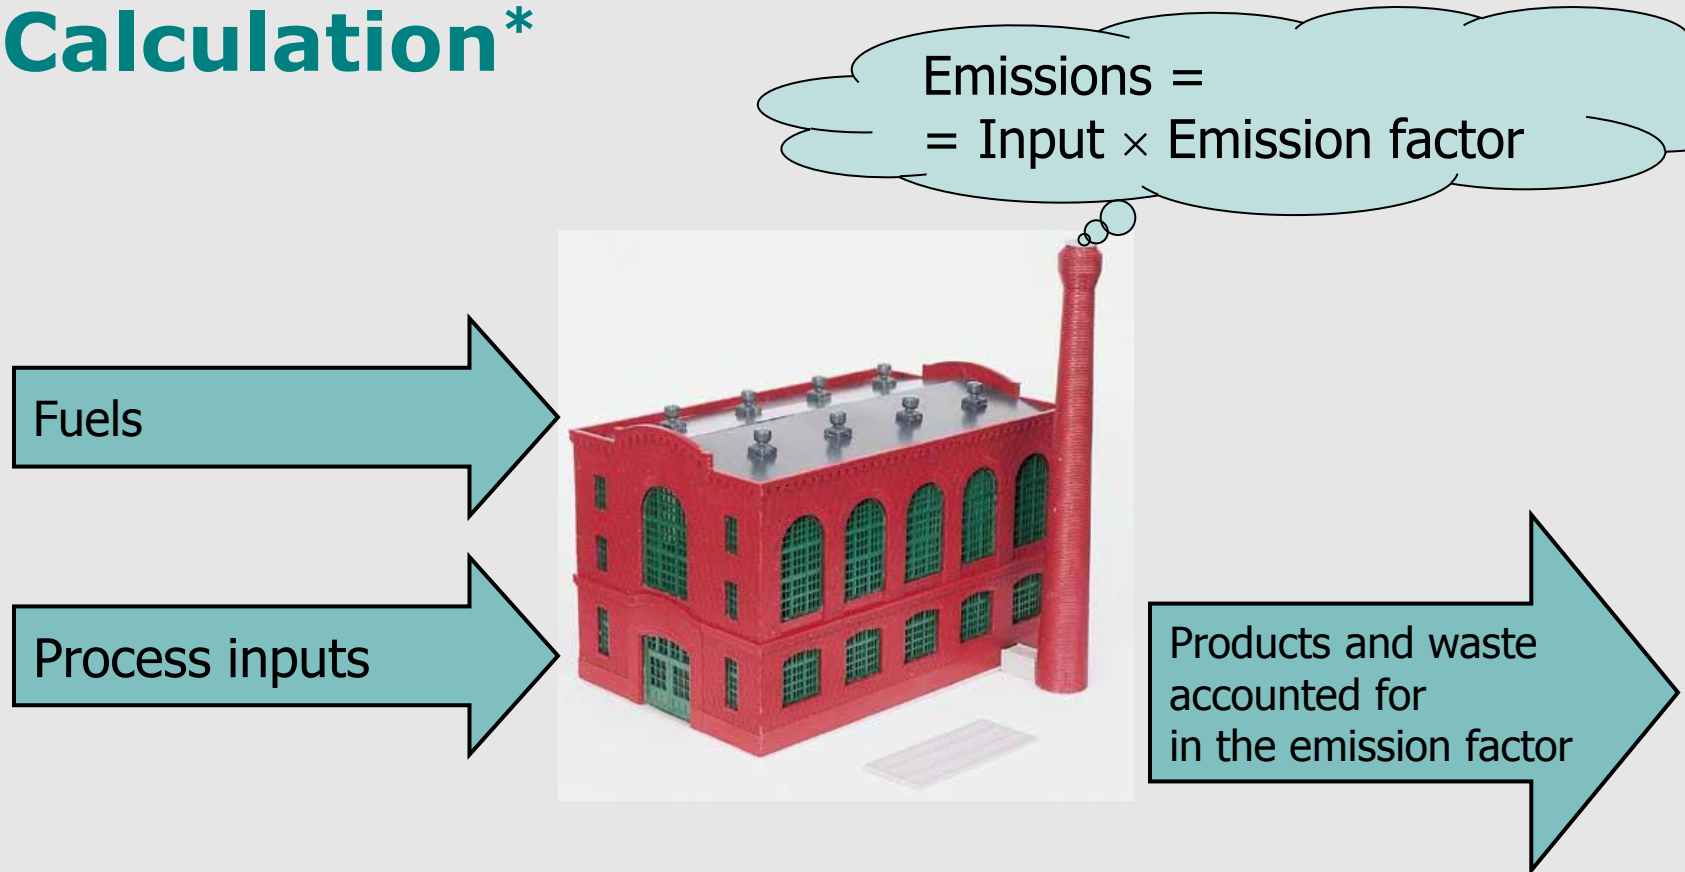 Calculation*
Emissions =
= Input × Emission factor
Fuels
Process inputs
Products and waste
accounted for
in the emission factor